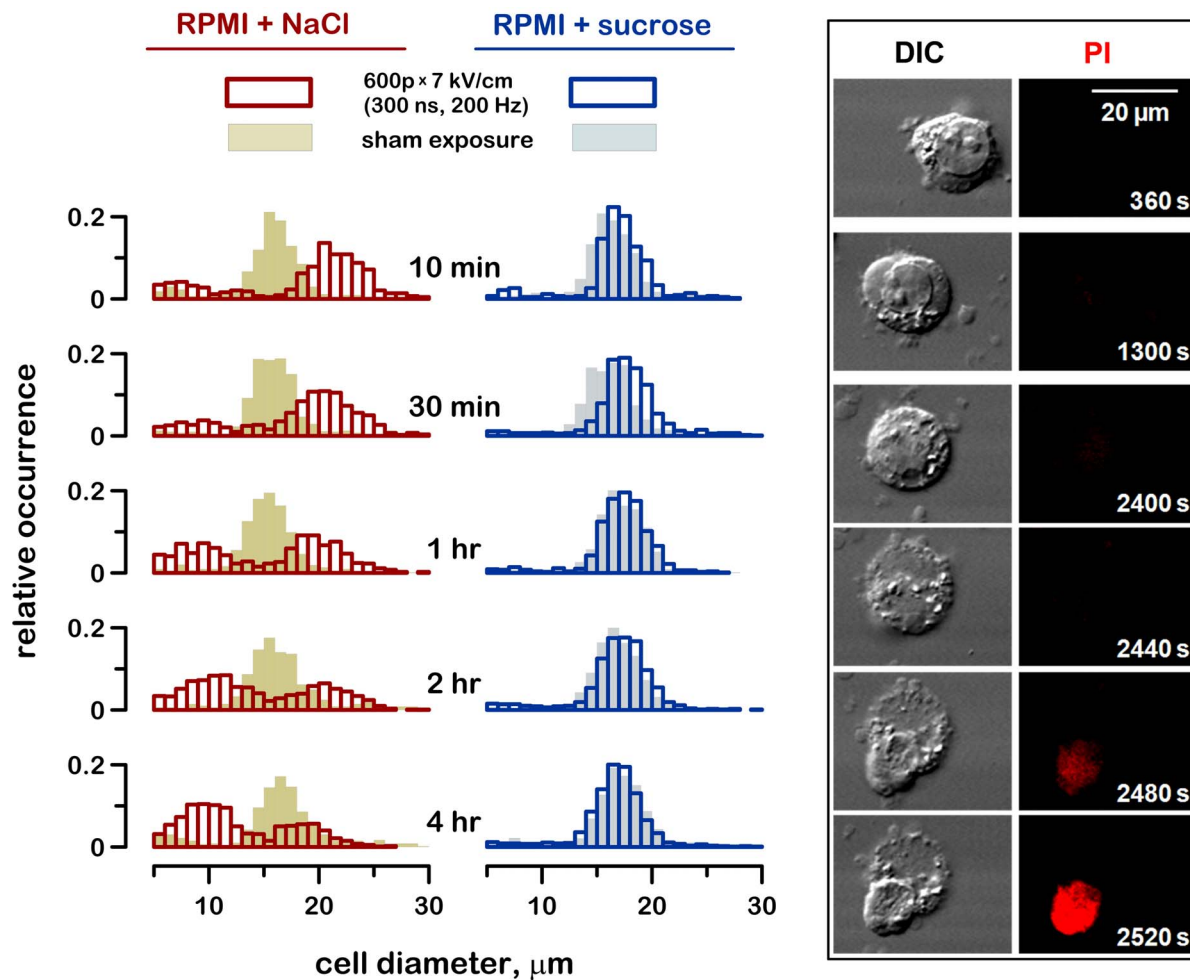 RPMI + NaCl
RPMI + sucrose
600p × 7 kV/cm
(300 ns, 200 Hz)
sham exposure
relative occurrence
0.2
0
10 min
0.2
0
30 min
0.2
0
1 hr
0.2
0
2 hr
0.2
0
4 hr
10
20
30
10
20
30
cell diameter, μm
DIC
PI
20 µm
360 s
1300 s
2400 s
2440 s
2480 s
2520 s